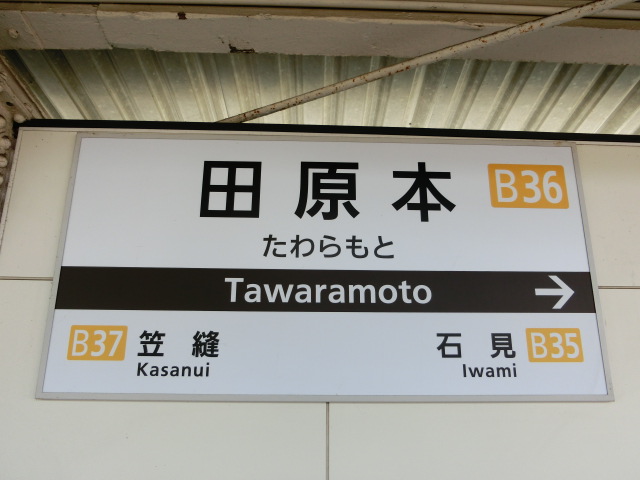 田原本 B36
たわらもと
Tawaramoto →
B37 笠縫 石見 B35
Kasanui Iwami